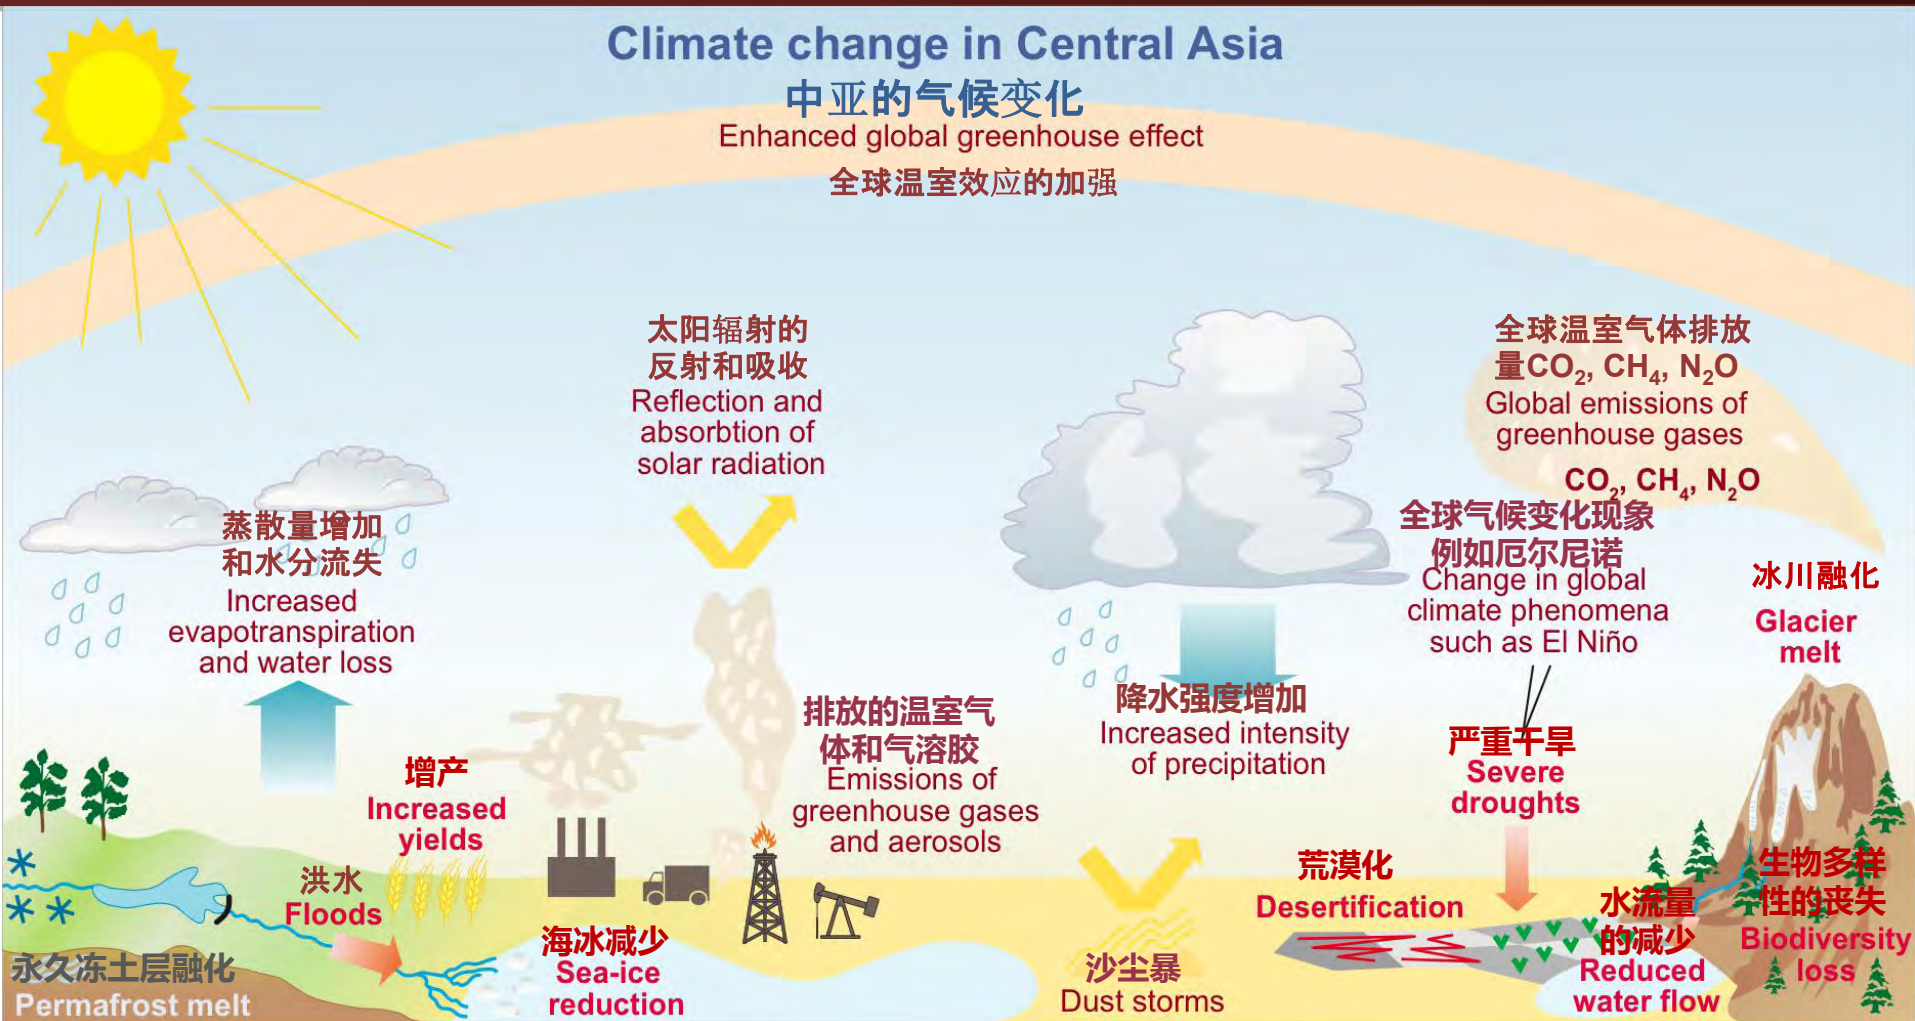 Climate change in Central Asia
中亚的气候变化
Enhanced global greenhouse effect
全球温室效应的加强
太阳辐射的
反射和吸收
Reflection and
absorbtion of
solar radiation
全球温室气体排放
量CO₂, CH₄, N₂O
Global emissions of
greenhouse gases
CO₂, CH₄, N₂O
蒸散量增加
和水分流失
Increased
evapotranspiration
and water loss
全球气候变化现象
例如厄尔尼诺
Change in global
climate phenomena
such as El Niño
冰川融化
Glacier
melt
排放的温室气
体和气溶胶
Emissions of
greenhouse gases
and aerosols
降水强度增加
Increased intensity
of precipitation
严重干旱
Severe
droughts
增产
Increased
yields
洪水
Floods
海冰减少
Sea-ice
reduction
永久冻土层融化
Permafrost melt
沙尘暴
Dust storms
荒漠化
Desertification
水流量
的减少
Reduced
water flow
生物多样
性的丧失
Biodiversity
loss